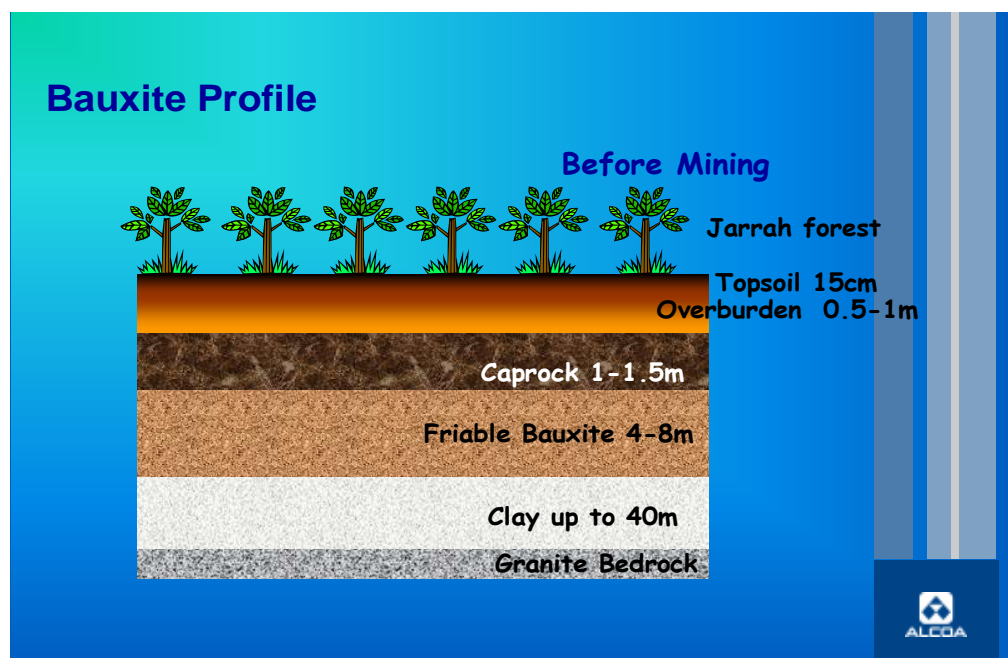 Bauxite Profile
Before Mining
Jarrah forest
Topsoil 15cm
Overburden 0.5-1m
Caprock 1-1.5m
Friable Bauxite 4-8m
Clay up to 40m
Granite Bedrock
ALCOA